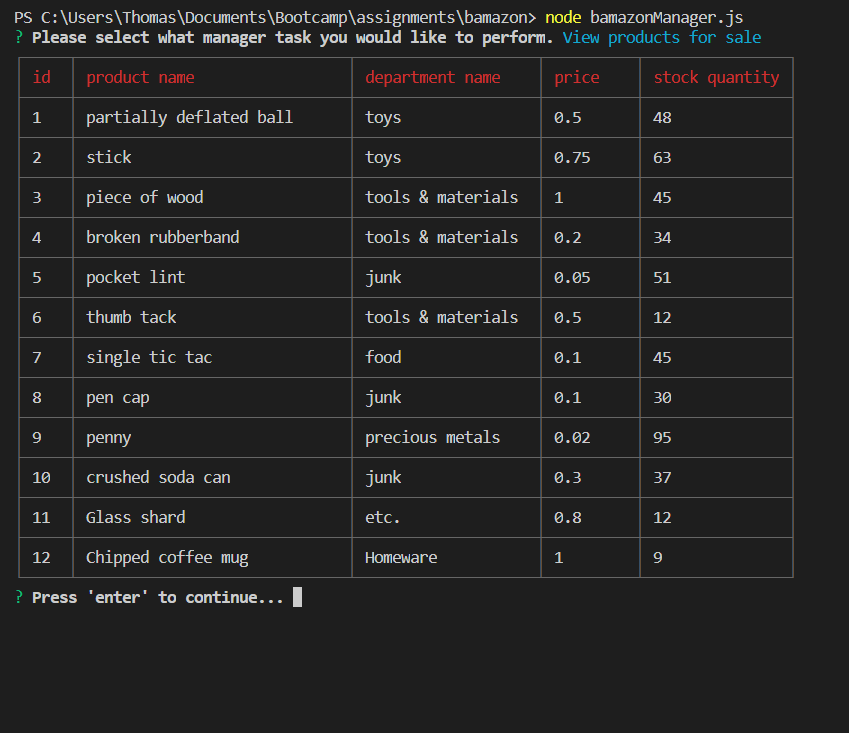 PS C:\Users\Thomas\Documents\Bootcamp\assignments\bamazon> node bamazonManager.js
? Please select what manager task you would like to perform. View products for sale
id product name department name price stock quantity
1 partially deflated ball toys 0.5 48
2 stick toys 0.75 63
3 piece of wood tools & materials 1 45
4 broken rubberband tools & materials 0.2 34
5 pocket lint junk 0.05 51
6 thumb tack tools & materials 0.5 12
7 single tic tac food 0.1 45
8 pen cap junk 0.1 30
9 penny precious metals 0.02 95
10 crushed soda can junk 0.3 37
11 Glass shard etc. 0.8 12
12 Chipped coffee mug Homeware 1 9
? Press 'enter' to continue...